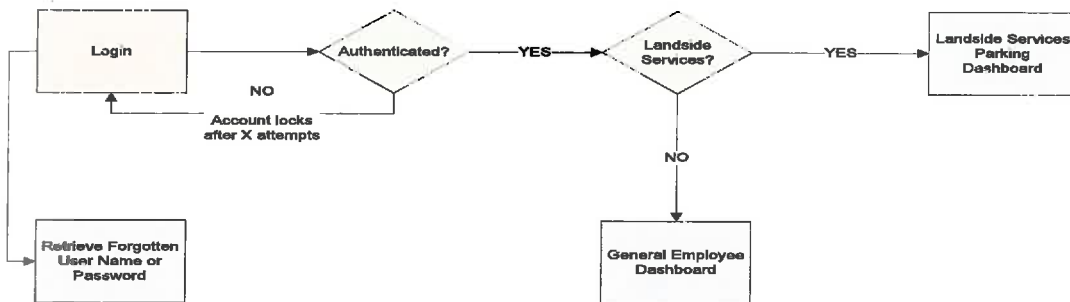 Login
Authenticated?
YES
Landside
Services?
YES
Landside Services
Parking
Dashboard
NO
Account locks
after X attempts
NO
Retrieve Forgotten
User Name or
Password
General Employee
Dashboard